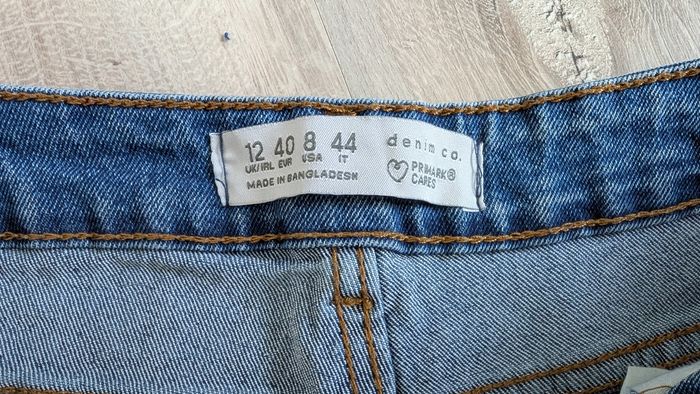 12 40 8 44
UK/IRL EUR USA IT
MADE IN BANGLADESH
denim co.
PRIMARK®
CARES